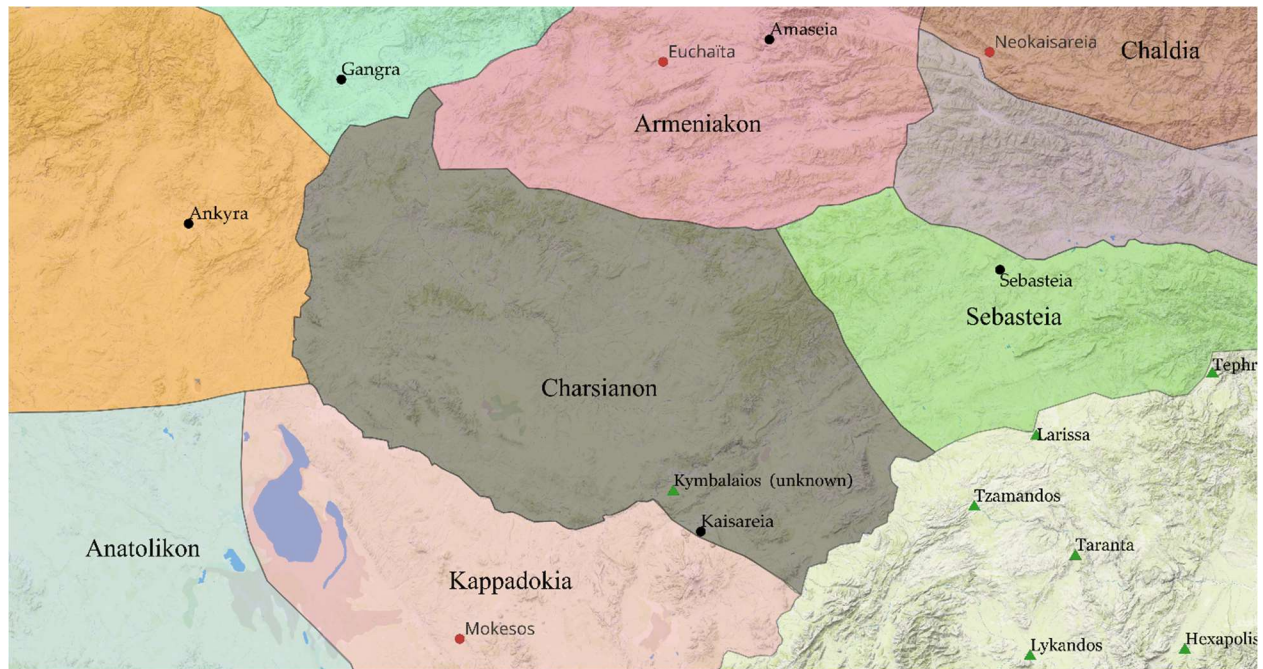 Amaseia
Neokaisareia
Euchaïta
Chaldia
Gangra
Armeniakon
Ankyra
Sebasteia
Sebasteia
Tephr
Charsianon
Larissa
Kymbalaios (unknown)
Tzamandos
Kaisareia
Anatolikon
Taranta
Kappadokia
Mokesos
Lykandos
Hexapolis